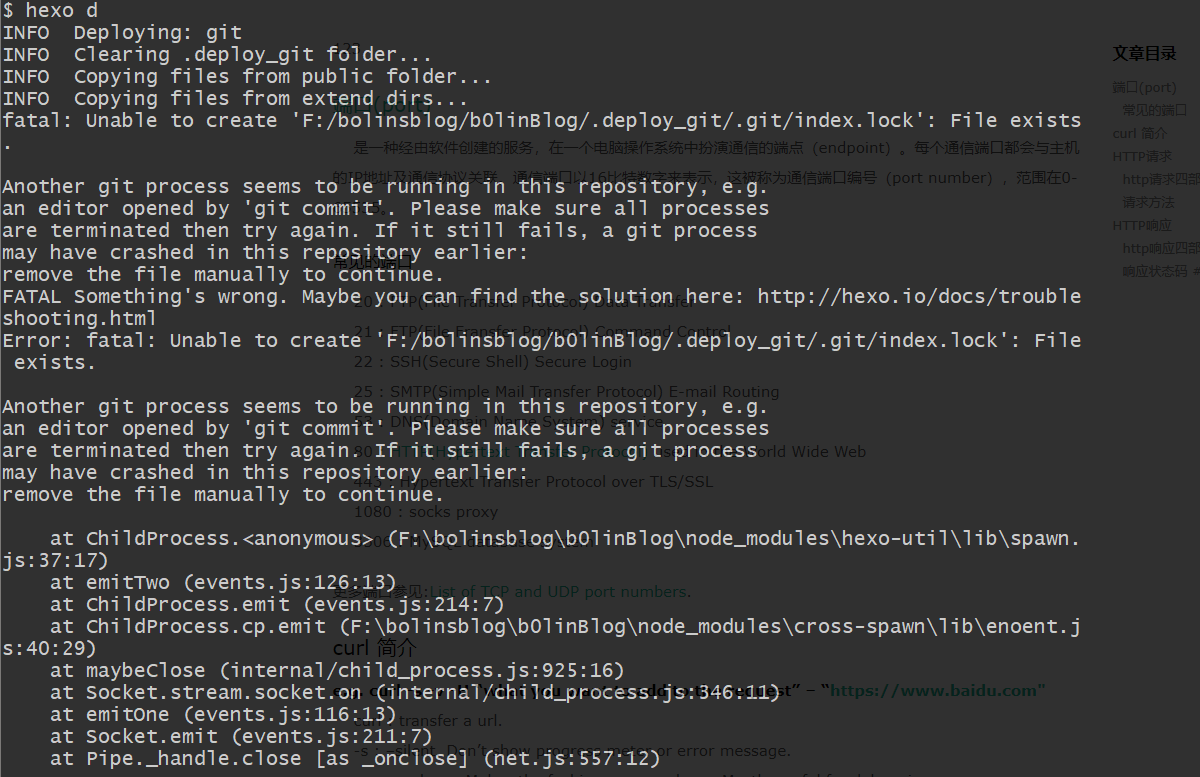 $ hexo d
INFO  Deploying: git
INFO  Clearing .deploy_git folder...
INFO  Copying files from public folder...
INFO  Copying files from extend dirs...
fatal: Unable to create 'F:/bolinsblog/b0linBlog/.deploy_git/.git/index.lock': File exists
.
Another git process seems to be running in this repository, e.g.
an editor opened by 'git commit'. Please make sure all processes
are terminated then try again. If it still fails, a git process
may have crashed in this repository earlier:
remove the file manually to continue.
FATAL Something's wrong. Maybe you can find the solution here: http://hexo.io/docs/trouble
shooting.html
Error: fatal: Unable to create 'F:/bolinsblog/b0linBlog/.deploy_git/.git/index.lock': File
 exists.
Another git process seems to be running in this repository, e.g.
an editor opened by 'git commit'. Please make sure all processes
are terminated then try again. If it still fails, a git process
may have crashed in this repository earlier:
remove the file manually to continue.
    at ChildProcess.<anonymous> (F:\bolinsblog\b0linBlog\node_modules\hexo-util\lib\spawn.
js:37:17)
    at emitTwo (events.js:126:13)
    at ChildProcess.emit (events.js:214:7)
    at ChildProcess.cp.emit (F:\bolinsblog\b0linBlog\node_modules\cross-spawn\lib\enoent.j
s:40:29)
    at maybeClose (internal/child_process.js:925:16)
    at Socket.stream.socket.on (internal/child_process.js:346:11)
    at emitOne (events.js:116:13)
    at Socket.emit (events.js:211:7)
    at Pipe._handle.close [as _onclose] (net.js:557:12)
端口(port)
是一种经由软件创建的服务，在一个电脑操作系统中扮演通信的端点（endpoint）。每个通信端口都会与主机
的IP地址及通信协议关联。通信端口以16比特数字来表示，这被称为通信端口编号（port number），范围在0-
常见的端口
22 : SSH(Secure Shell) Secure Login
25 : SMTP(Simple Mail Transfer Protocol) E-mail Routing
443 : Hypertext Transfer Protocol over TLS/SSL
1080 : socks proxy
更多端口参见:List of TCP and UDP port numbers.
curl 简介
request” – “https://www.baidu.com"
curl : transfer a url.
-s : –silent. Don't show progress meter or error message.
文章目录
端口(port)
常见的端口
curl 简介
HTTP请求
http请求四部
请求方法
HTTP响应
http响应四部
响应状态码 #